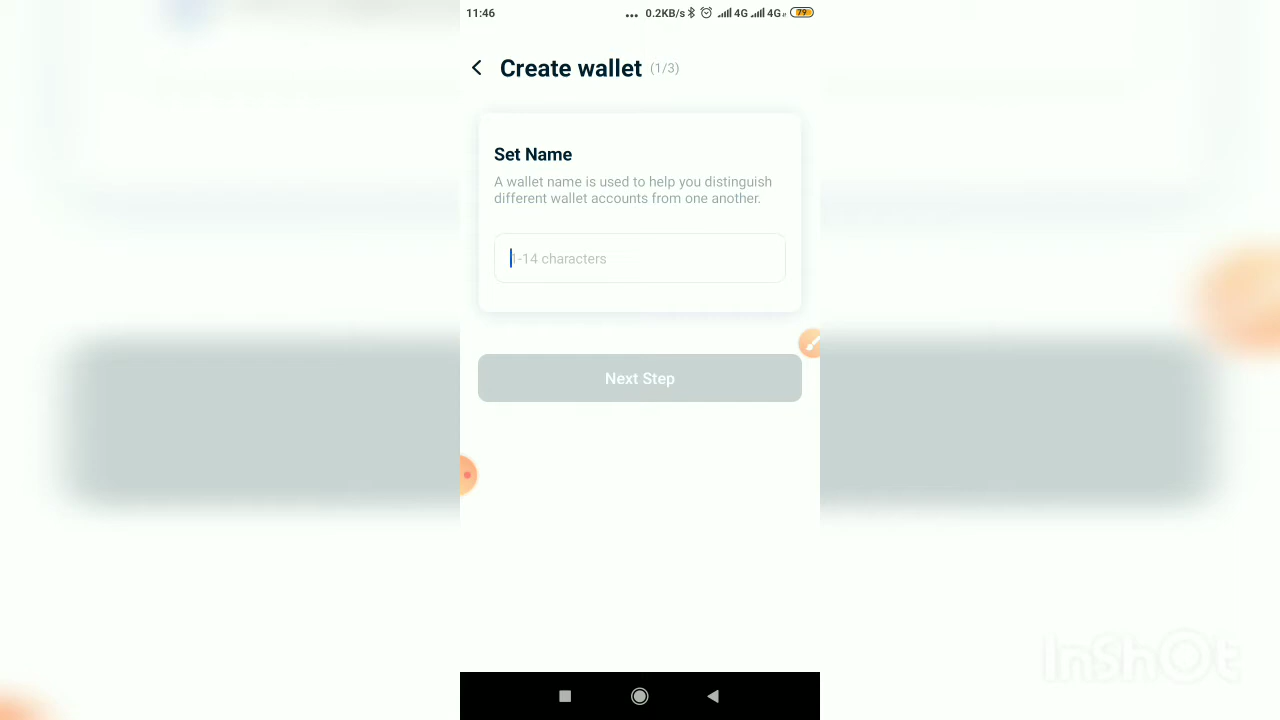 11:46
... 0.2KB/s 4G 4G 79
Create wallet (1/3)
Set Name
A wallet name is used to help you distinguish
different wallet accounts from one another.
1-14 characters
Next Step
InShOt